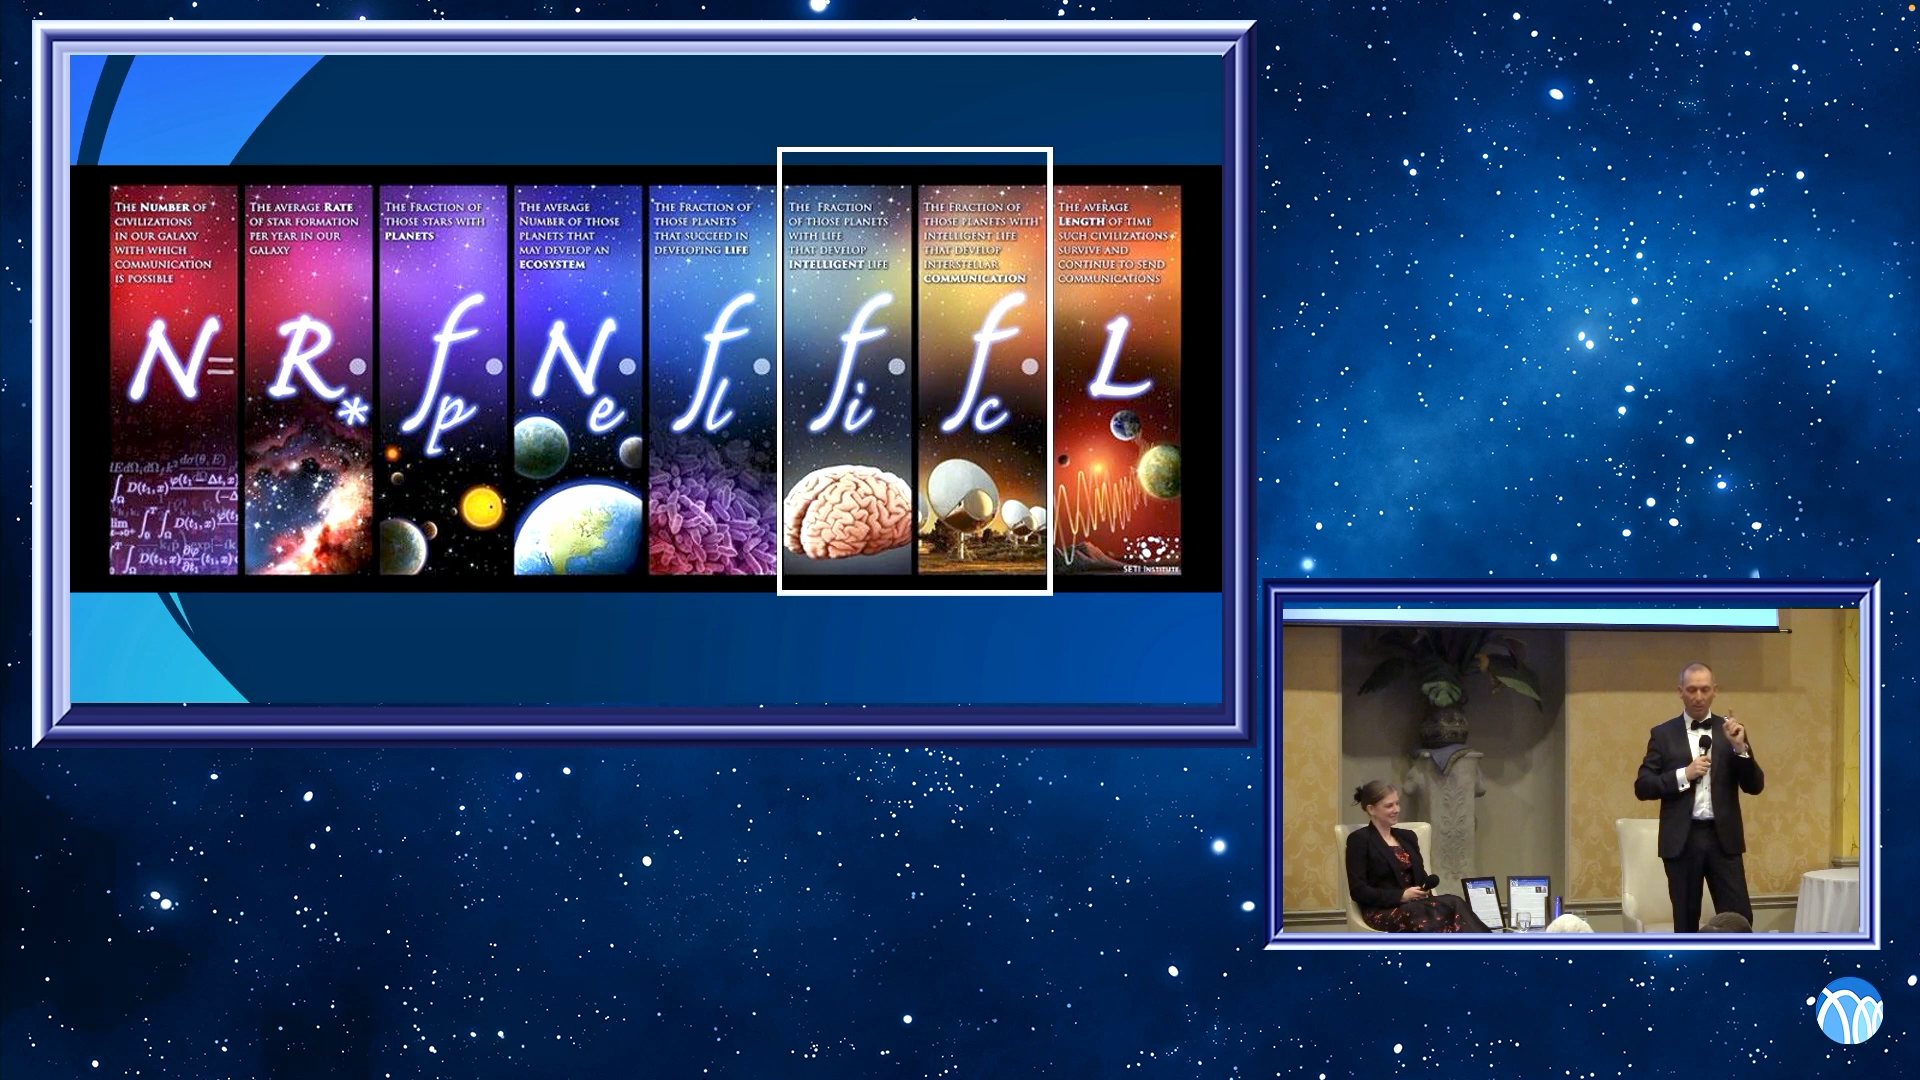 THE NUMBER OF
CIVILIZATIONS
IN OUR GALAXY
WITH WHICH
COMMUNICATION
IS POSSIBLE
N=
THE AVERAGE RATE
OF STAR FORMATION
PER YEAR IN OUR
GALAXY
R*
THE FRACTION OF
THOSE STARS WITH
PLANETS
fp
THE AVERAGE
NUMBER OF THOSE
PLANETS THAT
MAY DEVELOP AN
ECOSYSTEM
Ne
THE FRACTION OF
THOSE PLANETS
THAT SUCCEED IN
DEVELOPING LIFE
fl
THE FRACTION
OF THOSE PLANETS
WITH LIFE
THAT DEVELOP
INTELLIGENT LIFE
fi
THE FRACTION OF
THOSE PLANETS WITH
INTELLIGENT LIFE
THAT DEVELOP
INTERSTELLAR
COMMUNICATION
fc
THE AVERAGE
LENGTH OF TIME
SUCH CIVILIZATIONS
SURVIVE AND
CONTINUE TO SEND
COMMUNICATIONS
L
SETI INSTITUTE